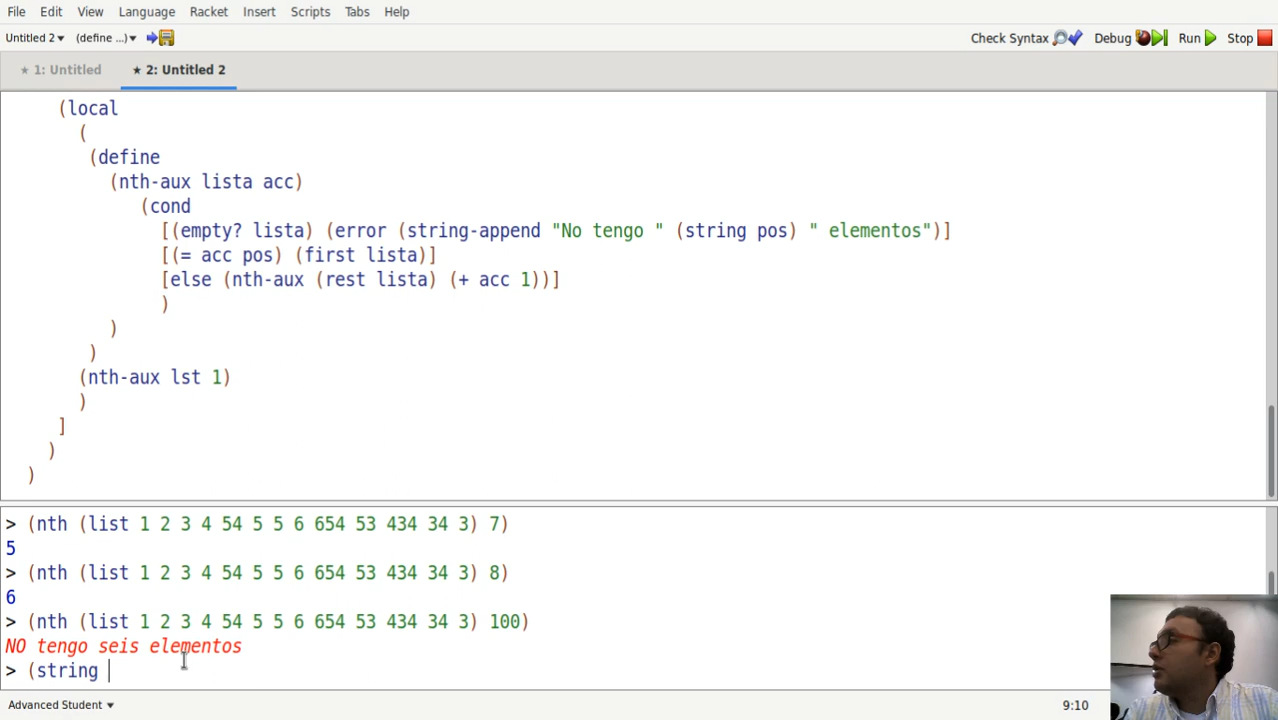 File Edit View Language Racket Insert Scripts Tabs Help
Untitled 2 (define ...) Check Syntax Debug Run Stop
★ 1: Untitled ★ 2: Untitled 2
(local
(
(define
(nth-aux lista acc)
(cond
[(empty? lista) (error (string-append "No tengo " (string pos) " elementos")]
[(= acc pos) (first lista)]
[else (nth-aux (rest lista) (+ acc 1))]
)
)
)
(nth-aux lst 1)
)
]
)
)
> (nth (list 1 2 3 4 54 5 5 6 654 53 434 34 3) 7)
5
> (nth (list 1 2 3 4 54 5 5 6 654 53 434 34 3) 8)
6
> (nth (list 1 2 3 4 54 5 5 6 654 53 434 34 3) 100)
NO tengo seis elementos
> (string
Advanced Student 9:10